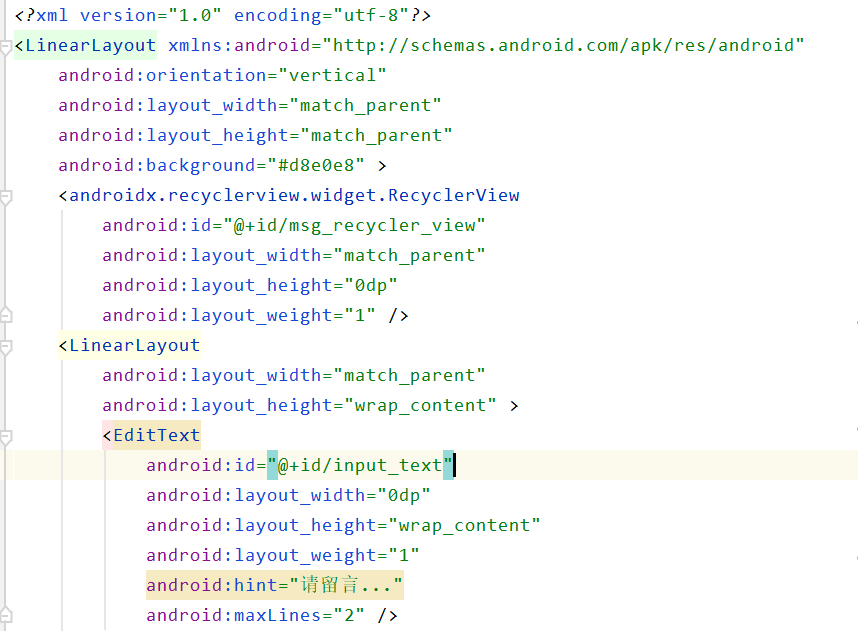 <?xml version="1.0" encoding="utf-8"?>
<LinearLayout xmlns:android="http://schemas.android.com/apk/res/android"
    android:orientation="vertical"
    android:layout_width="match_parent"
    android:layout_height="match_parent"
    android:background="#d8e0e8" >
    <androidx.recyclerview.widget.RecyclerView
        android:id="@+id/msg_recycler_view"
        android:layout_width="match_parent"
        android:layout_height="0dp"
        android:layout_weight="1" />
    <LinearLayout
        android:layout_width="match_parent"
        android:layout_height="wrap_content" >
        <EditText
            android:id="@+id/input_text"
            android:layout_width="0dp"
            android:layout_height="wrap_content"
            android:layout_weight="1"
            android:hint="请留言..."
            android:maxLines="2" />